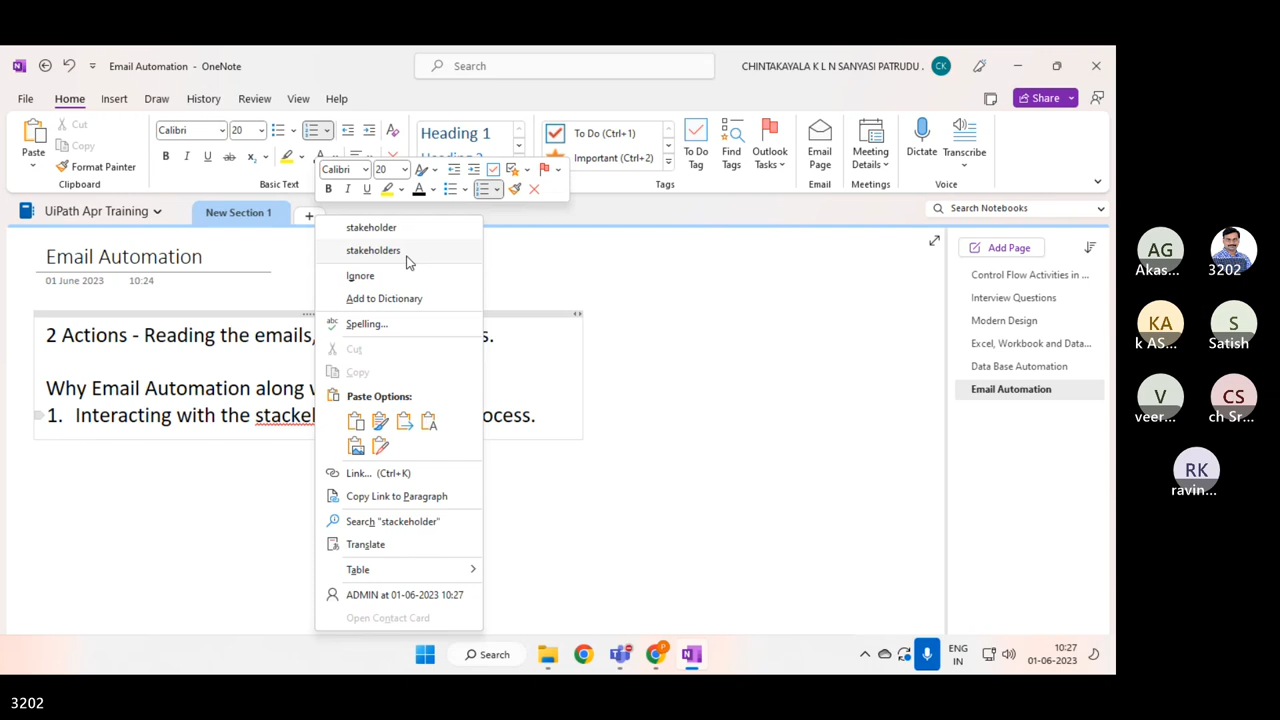 Email Automation - OneNote
Search
CHINTAKAYALA K L N SANYASI PATRUDU .
CK
File
Home
Insert
Draw
History
Review
View
Help
Share
Paste
Cut
Copy
Format Painter
Clipboard
Calibri
20
B I U ab x
A
Basic Text
Heading 1
To Do (Ctrl+1)
Important (Ctrl+2)
To Do
Tag
Find
Tags
Outlook
Tasks
Tags
Email
Page
Email
Meeting
Details
Meetings
Dictate
Transcribe
Voice
Calibri
20
B I U
A
UiPath Apr Training
New Section 1
+
Search Notebooks
Email Automation
01 June 2023
10:24
2 Actions - Reading the emails,
s.
Why Email Automation along
1. Interacting with the
ocess.
stakeholder
stakeholders
Ignore
Add to Dictionary
abc
Spelling...
Cut
Copy
Paste Options:
Link... (Ctrl+K)
Copy Link to Paragraph
Search "stackeholder"
Translate
Table
ADMIN at 01-06-2023 10:27
Open Contact Card
Add Page
Control Flow Activities in ...
Interview Questions
Modern Design
Excel, Workbook and Data...
Data Base Automation
Email Automation
Search
ENG
IN
10:27
01-06-2023
AG
Akas...
3202
KA
k AS...
S
Satish
V
veer...
CS
ch Sr...
RK
ravin...
3202